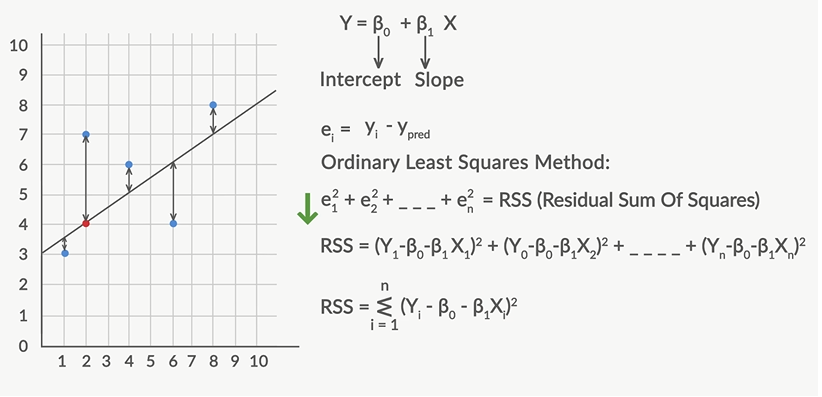 10
9
8
7
6
5
4
3
2
1
0
1 2 3 4 5 6 7 8 9 10
Y = β₀ + β₁ X
Intercept Slope
eᵢ = yᵢ - y_pred
Ordinary Least Squares Method:
e₁² + e₂² + _ _ _ + eₙ² = RSS (Residual Sum Of Squares)
RSS = (Y₁-β₀-β₁X₁)² + (Y₀-β₀-β₁X₂)² + _ _ _ _ + (Yₙ-β₀-β₁Xₙ)²
n
RSS = Σ (Yᵢ - β₀ - β₁Xᵢ)²
i = 1